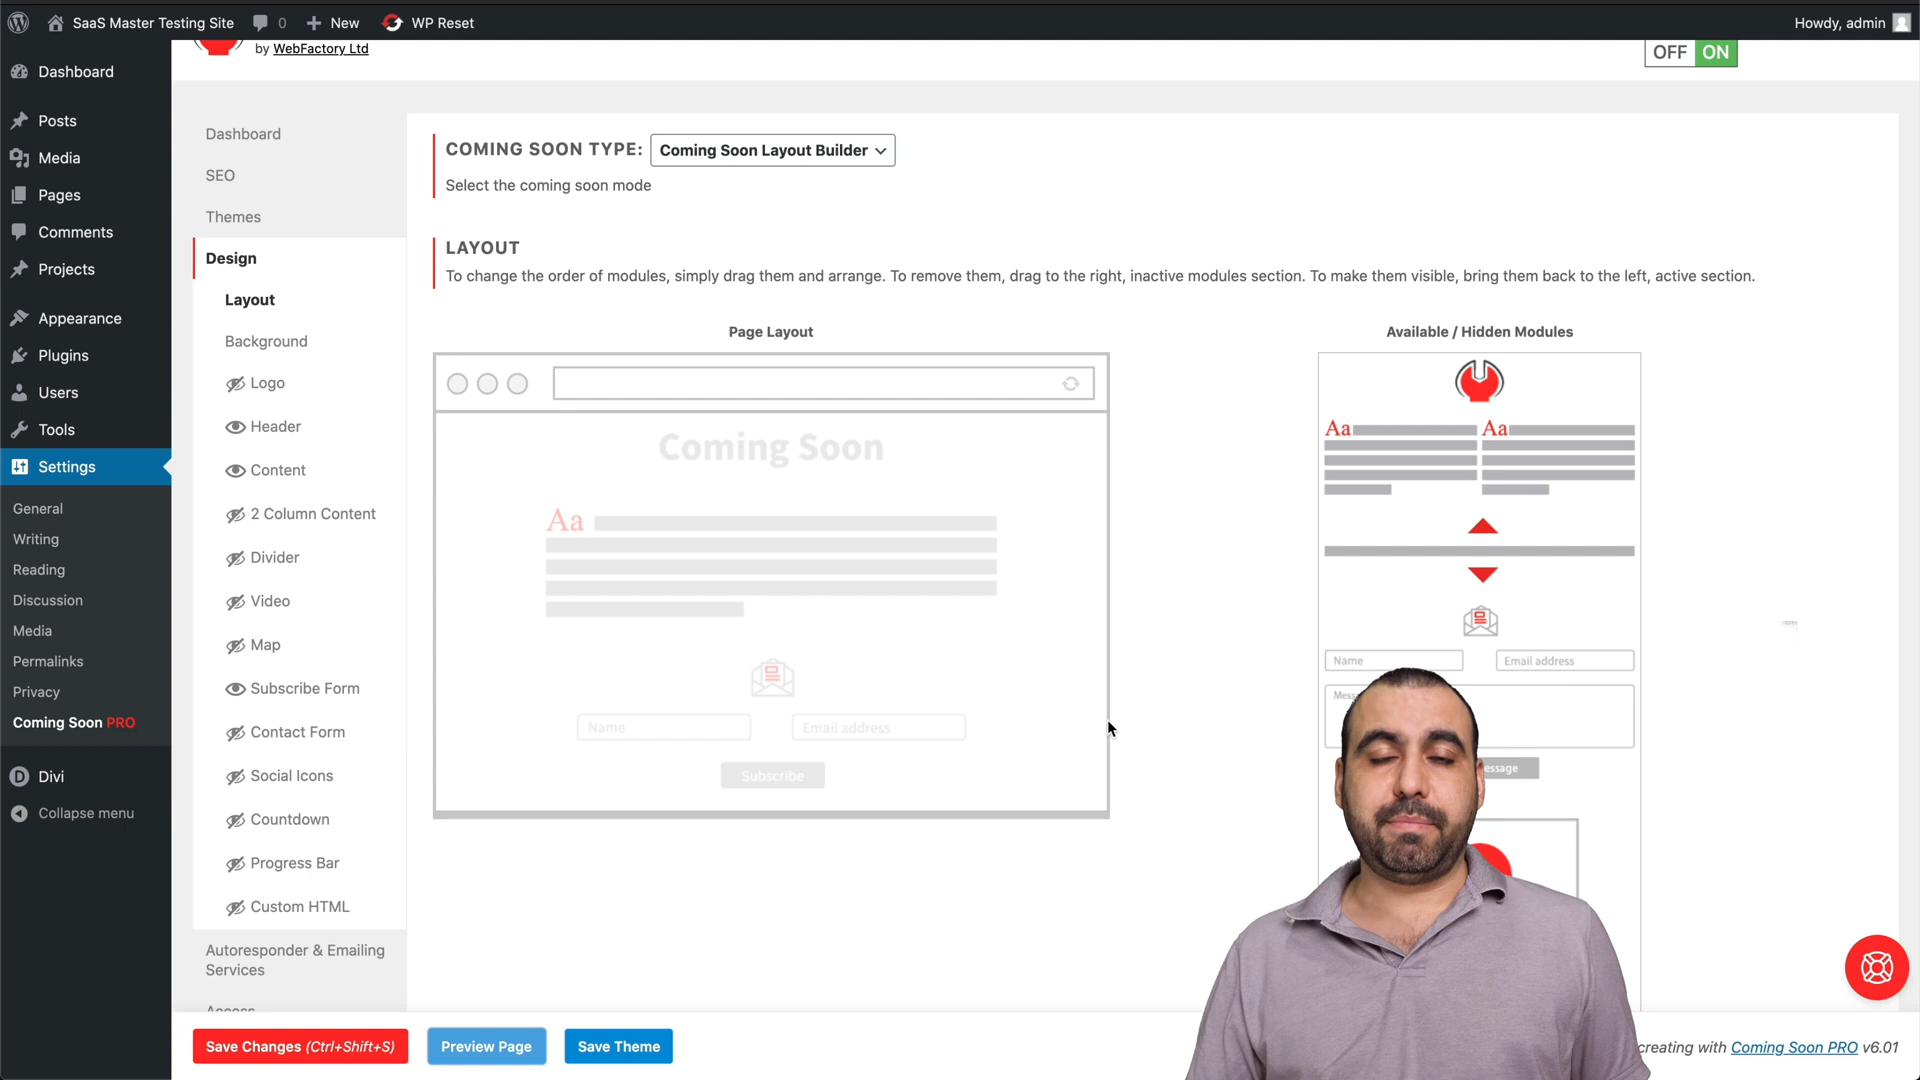 SaaS Master Testing Site
0
New
WP Reset
Howdy, admin
by WebFactory Ltd
OFF ON
Dashboard
Posts
Media
Pages
Comments
Projects
Appearance
Plugins
Users
Tools
Settings
General
Writing
Reading
Discussion
Media
Permalinks
Privacy
Coming Soon PRO
Divi
Collapse menu
Dashboard
SEO
Themes
Design
Layout
Background
Logo
Header
Content
2 Column Content
Divider
Video
Map
Subscribe Form
Contact Form
Social Icons
Countdown
Progress Bar
Custom HTML
Autoresponder & Emailing
Services
COMING SOON TYPE: Coming Soon Layout Builder
Select the coming soon mode
LAYOUT
To change the order of modules, simply drag them and arrange. To remove them, drag to the right, inactive modules section. To make them visible, bring them back to the left, active section.
Page Layout
Coming Soon
Aa
Name
Email address
Subscribe
Available / Hidden Modules
Aa
Aa
Name
Email address
Save Changes (Ctrl+Shift+S)
Preview Page
Save Theme
creating with Coming Soon PRO v6.01